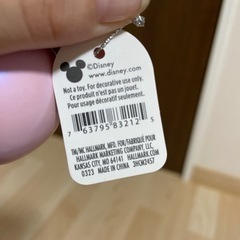 ©Disney
www.disney.com
Not a toy. For decorative use only.
Ce produit n'est pas un jouet.
Pour usage décoratif seulement.
7 63795 83212 5
TM/MC HALLMARK. MFD. FOR/FABRIQUÉ POUR
HALLMARK MARKETING COMPANY, LLC,
KANSAS CITY, MO 64141 HALLMARK.COM
0323 MADE IN CHINA 3HCM2457